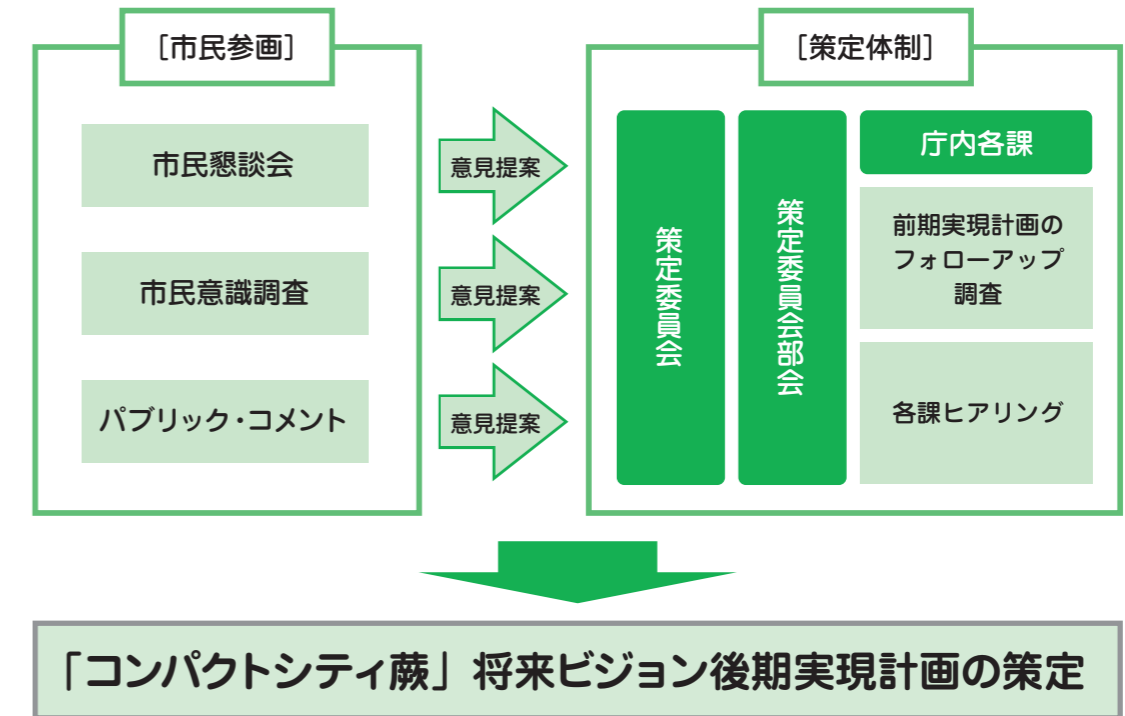 ［市民参画］
市民懇談会
市民意識調査
パブリック・コメント
意見提案
意見提案
意見提案
［策定体制］
策定委員会
策定委員会部会
庁内各課
前期実現計画の
フォローアップ
調査
各課ヒアリング
「コンパクトシティ蕨」将来ビジョン後期実現計画の策定